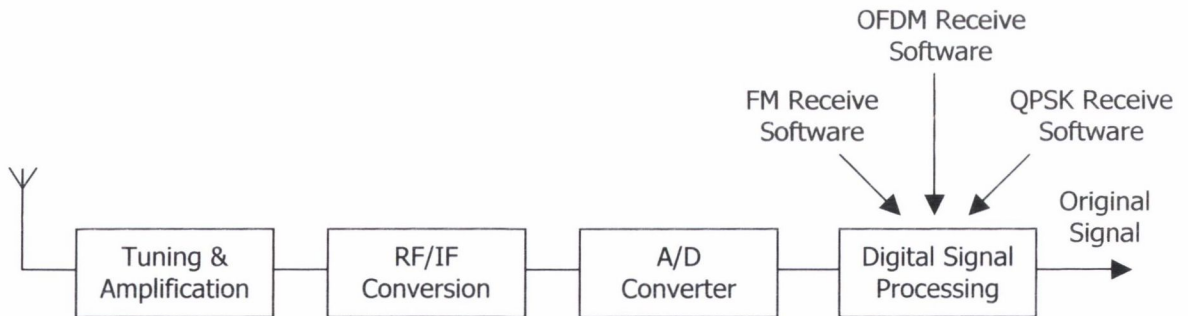 OFDM Receive
Software
FM Receive
Software
QPSK Receive
Software
Original
Signal
Tuning &
Amplification
RF/IF
Conversion
A/D
Converter
Digital Signal
Processing